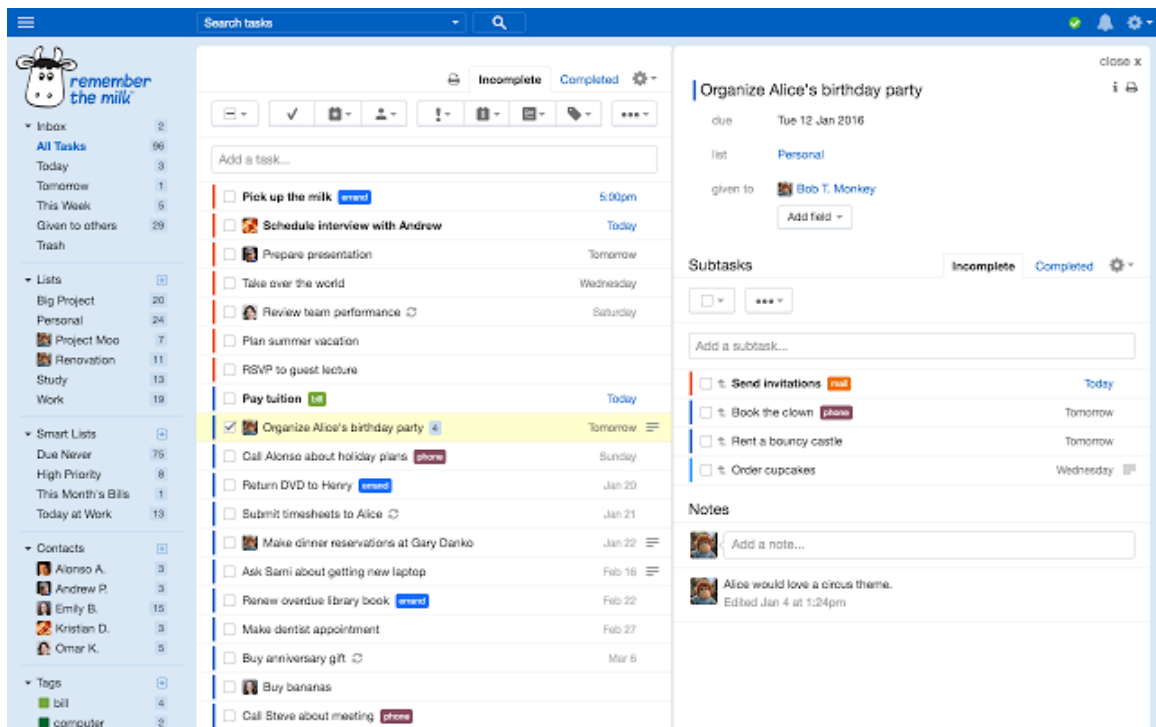 Search tasks
remember
the milk
Inbox 2
All Tasks 96
Today 3
Tomorrow 1
This Week 5
Given to others 29
Trash
Lists
Big Project 20
Personal 24
Project Moo 7
Renovation 11
Study 13
Work 19
Smart Lists
Due Never 75
High Priority 8
This Month's Bills 1
Today at Work 13
Contacts
Alonso A. 3
Andrew P. 3
Emily B. 15
Kristian D. 3
Omar K. 5
Tags
bill 4
computer 2
Incomplete Completed
Add a task...
Pick up the milk errand 5:00pm
Schedule interview with Andrew Today
Prepare presentation Tomorrow
Take over the world Wednesday
Review team performance Saturday
Plan summer vacation
RSVP to guest lecture
Pay tuition bill Today
Organize Alice's birthday party 4 Tomorrow
Call Alonso about holiday plans phone Sunday
Return DVD to Henry errand Jan 20
Submit timesheets to Alice Jan 21
Make dinner reservations at Gary Danko Jan 22
Ask Sami about getting new laptop Feb 16
Renew overdue library book errand Feb 22
Make dentist appointment Feb 27
Buy anniversary gift Mar 6
Buy bananas
Call Steve about meeting phone
close x
Organize Alice's birthday party
due Tue 12 Jan 2016
list Personal
given to Bob T. Monkey
Add field
Subtasks Incomplete Completed
Add a subtask...
Send invitations mail Today
Book the clown phone Tomorrow
Rent a bouncy castle Tomorrow
Order cupcakes Wednesday
Notes
Add a note...
Alice would love a circus theme.
Edited Jan 4 at 1:24pm